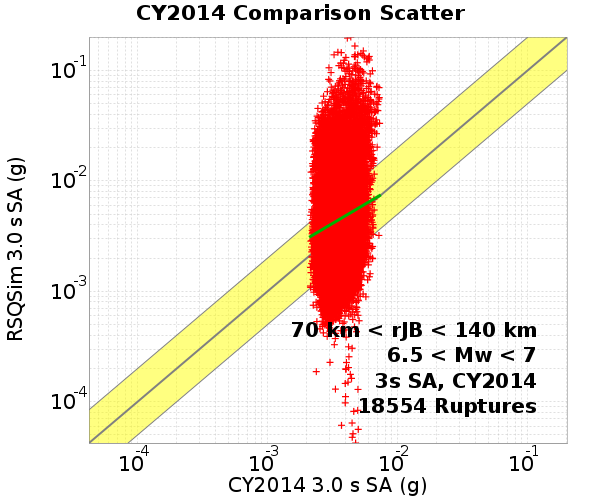 CY2014 Comparison Scatter
RSQSim 3.0 s SA (g)
10-1
10-2
10-3
10-4
70 km < rJB < 140 km
6.5 < Mw < 7
3s SA, CY2014
18554 Ruptures
10-4 10-3 10-2 10-1
CY2014 3.0 s SA (g)